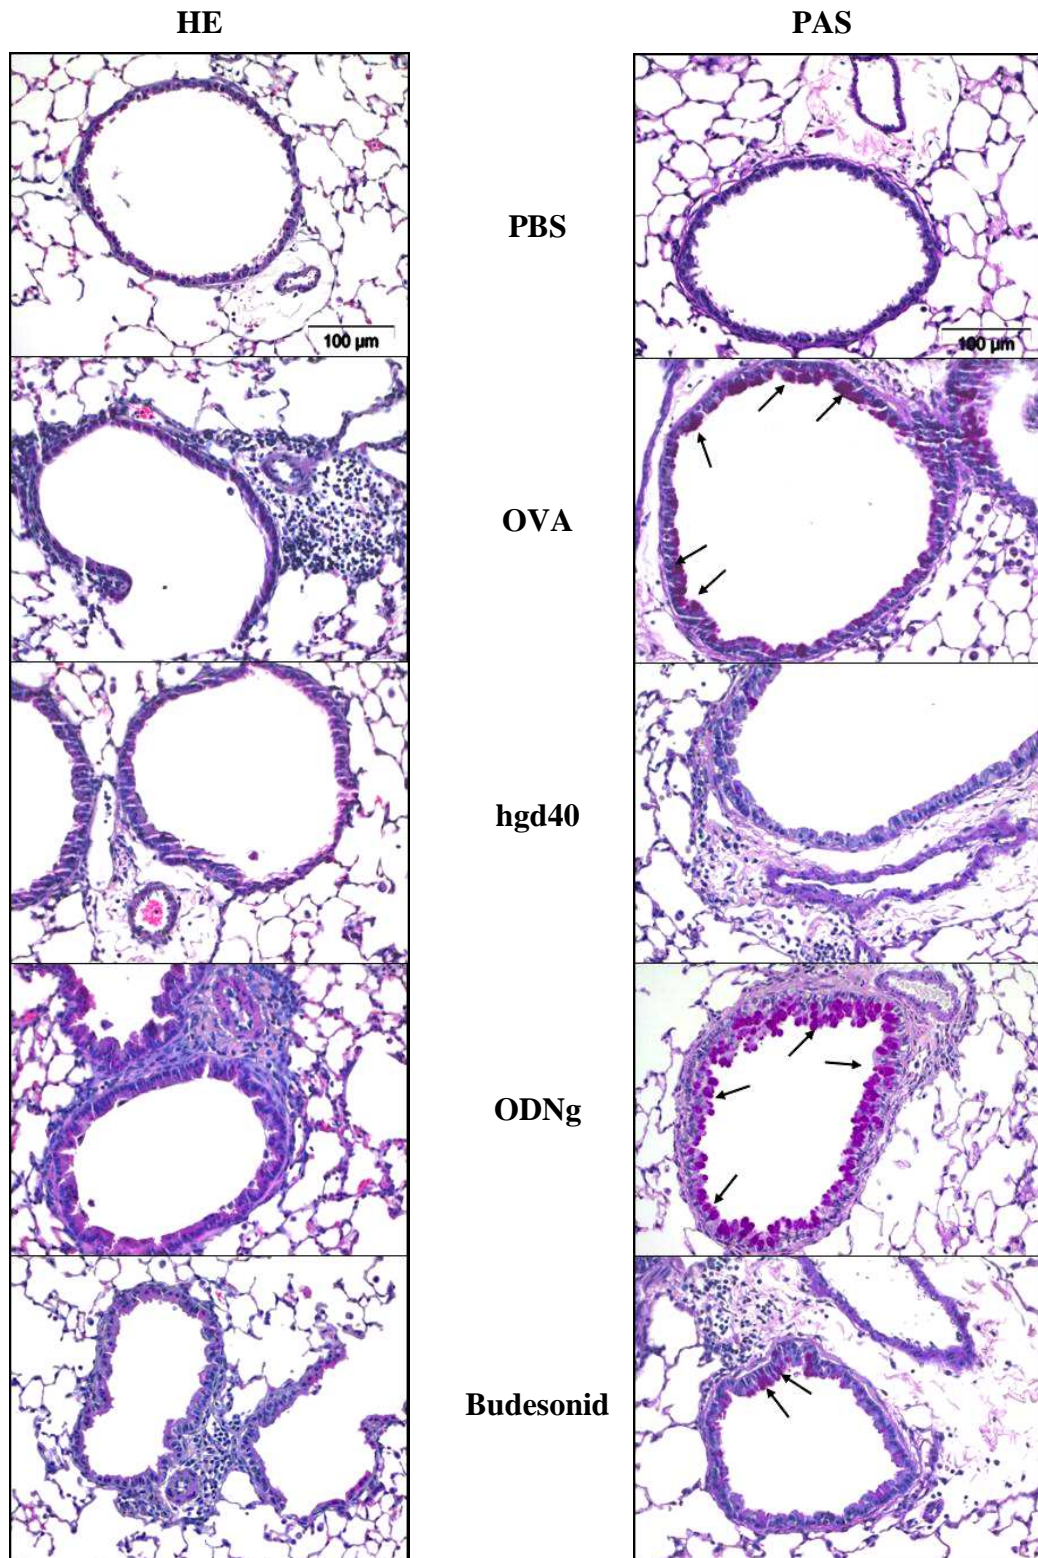 HE
PAS
PBS
100 µm
100 µm
OVA
hgd40
ODNg
Budesonid